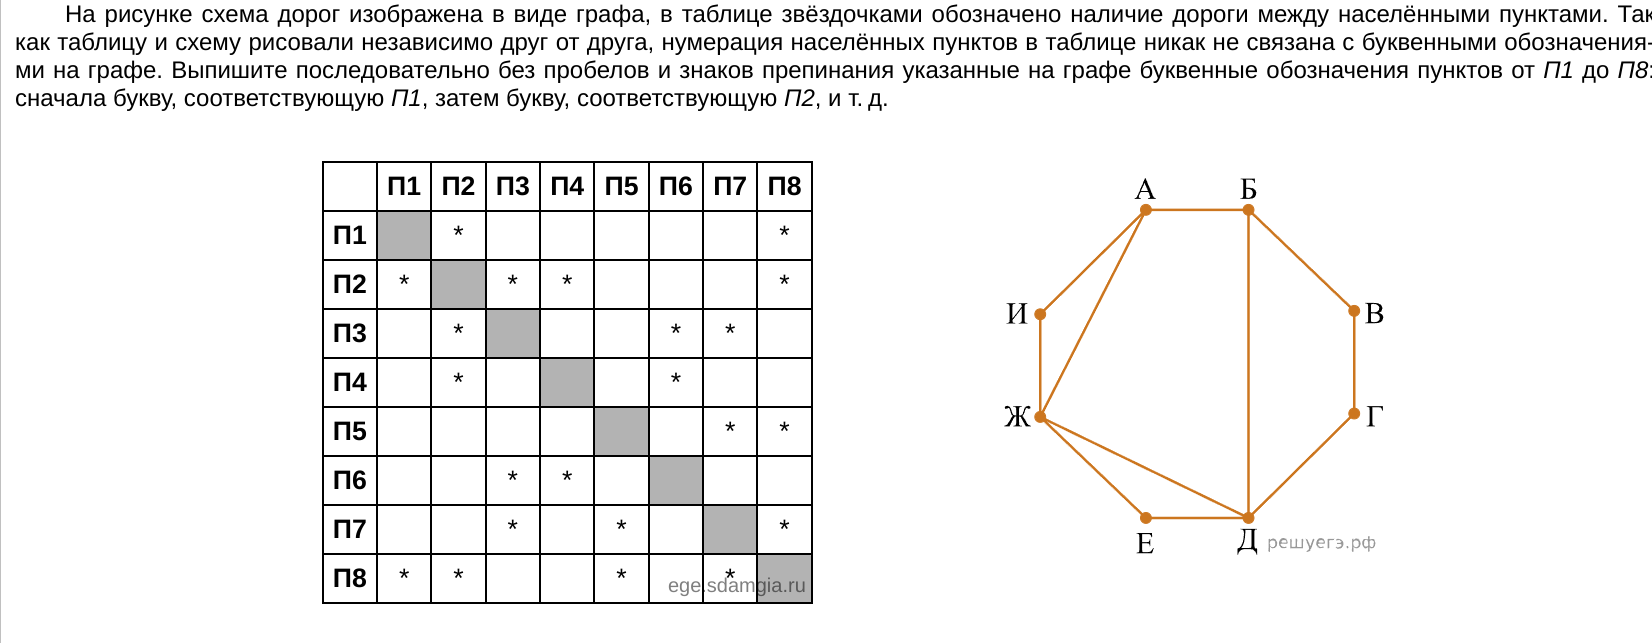 На рисунке схема дорог изображена в виде графа, в таблице звёздочками обозначено наличие дороги между населёнными пунктами. Так
как таблицу и схему рисовали независимо друг от друга, нумерация населённых пунктов в таблице никак не связана с буквенными обозначения-
ми на графе. Выпишите последовательно без пробелов и знаков препинания указанные на графе буквенные обозначения пунктов от П1 до П8:
сначала букву, соответствующую П1, затем букву, соответствующую П2, и т. д.
П1 П2 П3 П4 П5 П6 П7 П8
П1 * *
П2 * * * *
П3 * * *
П4 * *
П5 * *
П6 * *
П7 * * *
П8 * * * *
ege.sdamgia.ru
А Б
И В
Ж Г
Е Д решуегэ.рф